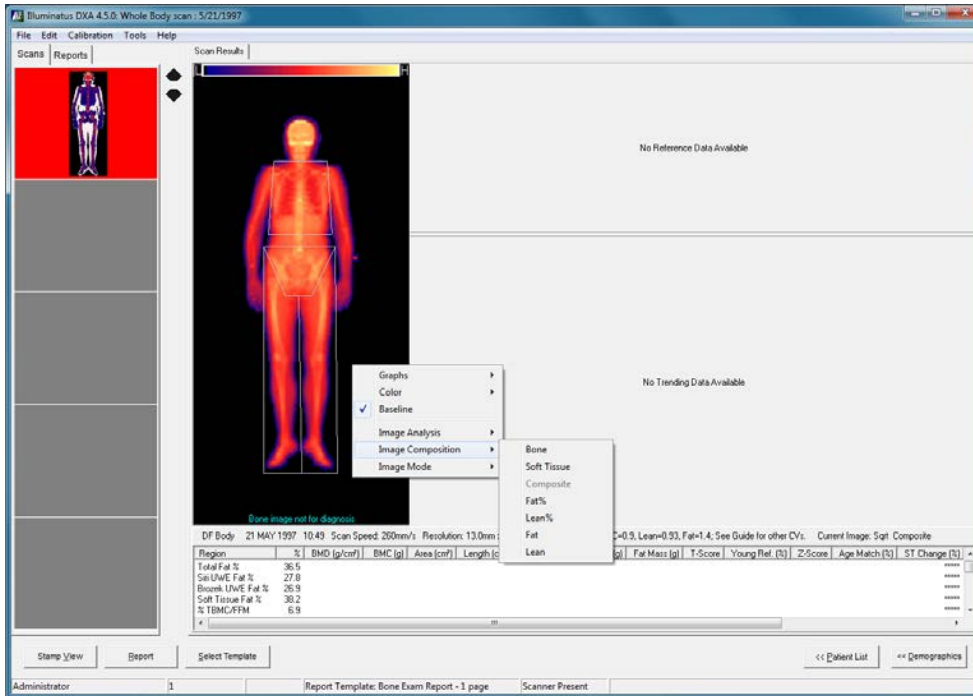 Illuminatus DXA 4.5.0: Whole Body scan : 5/21/1997
File Edit Calibration Tools Help
Scans Reports
Scan Results
L H
No Reference Data Available
No Trending Data Available
Graphs
Color
Baseline
Image Analysis
Image Composition
Image Mode
Bone
Soft Tissue
Composite
Fat%
Lean%
Fat
Lean
Bone image not for diagnosis
DF Body 21 MAY 1997 10:49 Scan Speed: 260mm/s Resolution: 13.0mm C=0.9, Lean=0.93, Fat=1.4; See Guide for other CVs. Current Image: Sqrt Composite
Region % BMD (g/cm²) BMC (g) Area (cm²) Length (c (g) Fat Mass (g) T-Score Young Ref. (%) Z-Score Age Match (%) ST Change (%)
Total Fat % 36.5 *****
Siri UWE Fat % 27.8 *****
Brozek UWE Fat % 26.9 *****
Soft Tissue Fat % 38.2 *****
% TBMC/FFM 6.9 *****
Stamp View Report Select Template << Patient List << Demographics
Administrator 1 Report Template: Bone Exam Report - 1 page Scanner Present